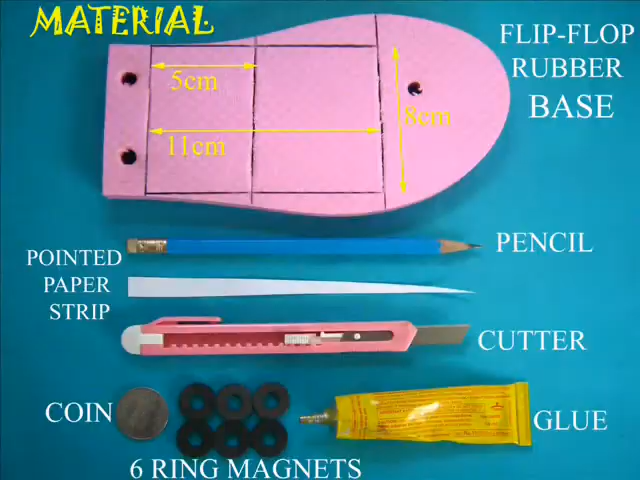 MATERIAL
FLIP-FLOP
RUBBER
BASE
5cm
8cm
11cm
PENCIL
POINTED
PAPER
STRIP
CUTTER
COIN
GLUE
6 RING MAGNETS